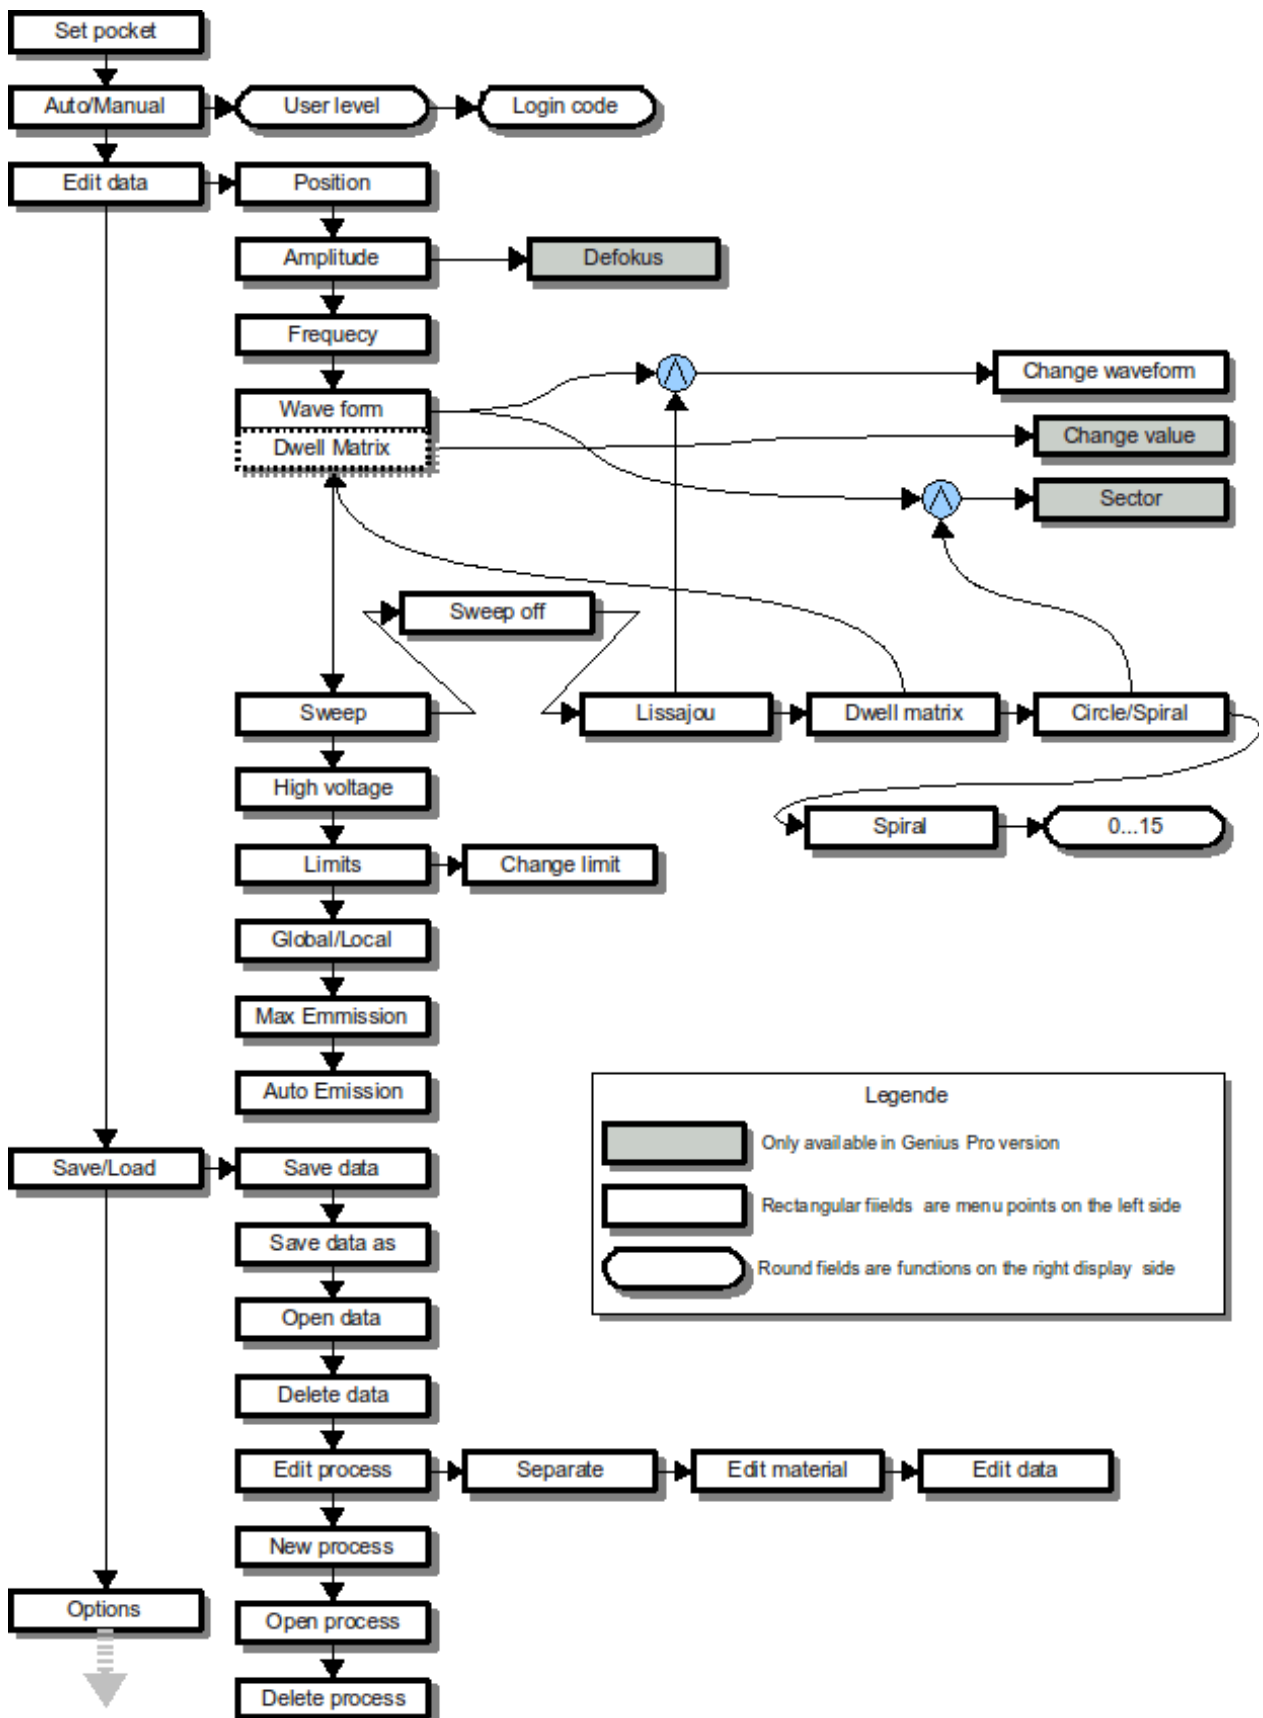 Set pocket
Auto/Manual
User level
Login code
Edit data
Position
Amplitude
Defokus
Frequecy
Change waveform
Wave form
Change value
Dwell Matrix
Sector
Sweep off
Sweep
Lissajou
Dwell matrix
Circle/Spiral
High voltage
Spiral
0...15
Limits
Change limit
Global/Local
Max Emmission
Auto Emission
Legende
Only available in Genius Pro version
Rectangular fiields are menu points on the left side
Round fields are functions on the right display side
Save/Load
Save data
Save data as
Open data
Delete data
Edit process
Separate
Edit material
Edit data
New process
Options
Open process
Delete process